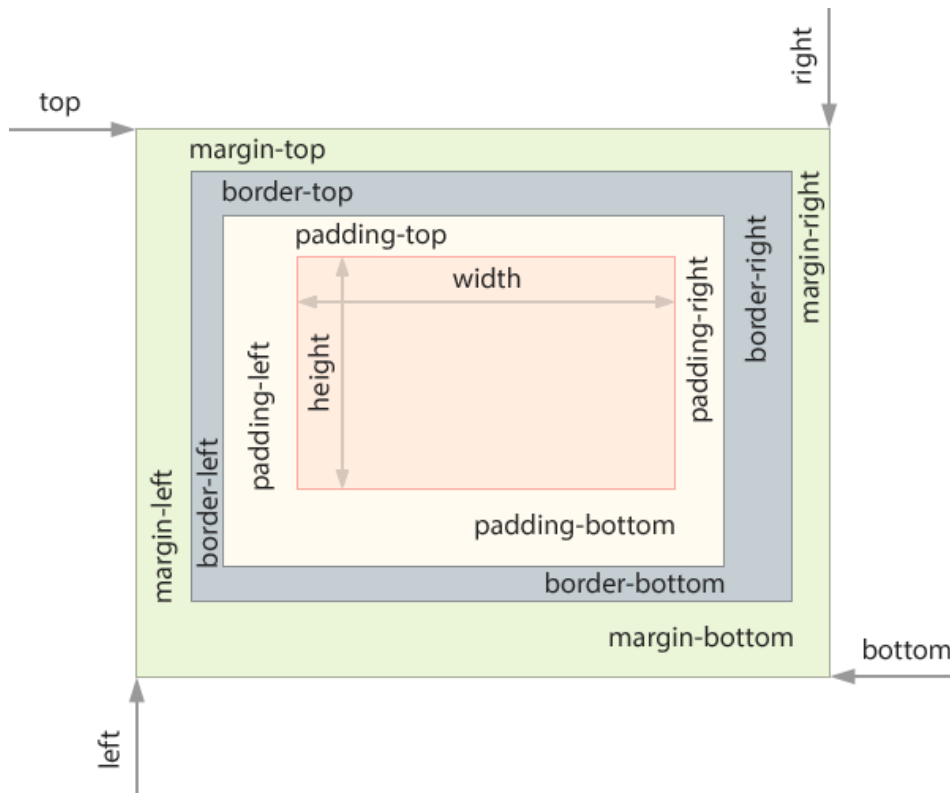 right
top
margin-top
margin-right
border-top
border-right
padding-top
padding-right
width
height
padding-left
border-left
margin-left
padding-bottom
border-bottom
margin-bottom
bottom
left